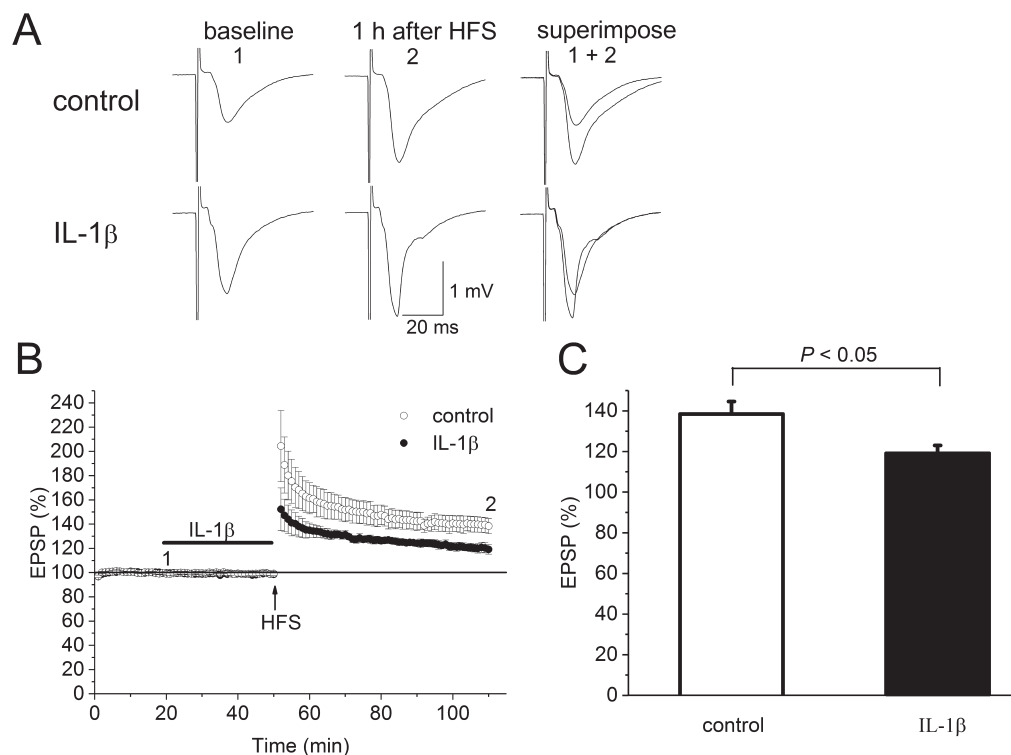 A
baseline 1 h after HFS superimpose
1 2 1 + 2
control
IL-1β
1 mV
20 ms
B
240
220
200
180
160
140
120
100
80
60
40
20
0
EPSP (%)
control
IL-1β
2
IL-1β
1
HFS
0 20 40 60 80 100
Time (min)
C
P < 0.05
140
120
100
80
60
40
20
0
EPSP (%)
control IL-1β